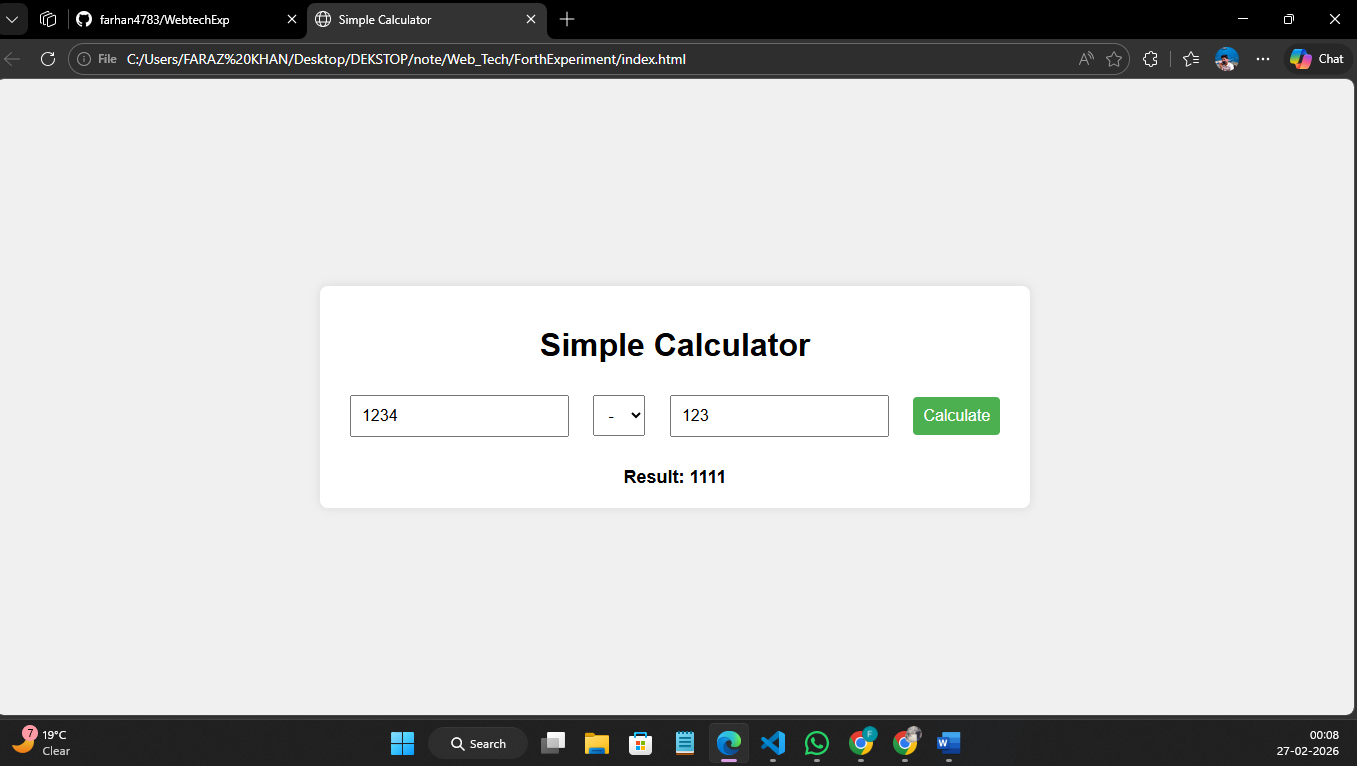 farhan4783/WebtechExp
Simple Calculator
File C:/Users/FARAZ%20KHAN/Desktop/DEKSTOP/note/Web_Tech/ForthExperiment/index.html
Chat
Simple Calculator
1234 - 123 Calculate
Result: 1111
7
19°C
Clear
Search
F
W
00:08
27-02-2026